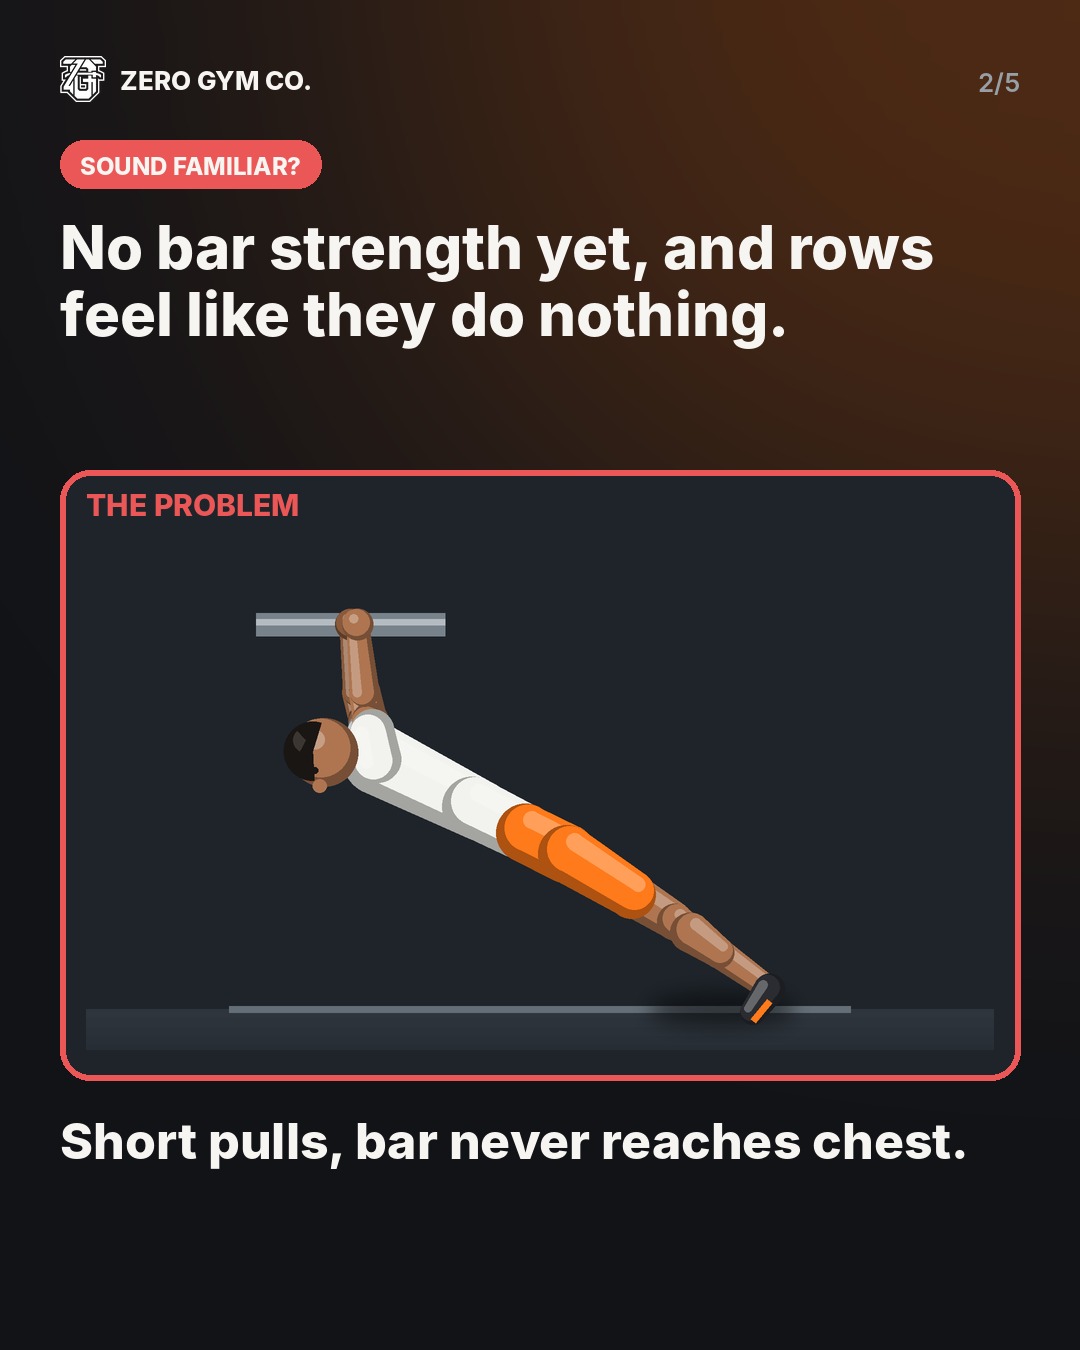 ZERO GYM CO.
2/5
SOUND FAMILIAR?
No bar strength yet, and rows
feel like they do nothing.
THE PROBLEM
Short pulls, bar never reaches chest.